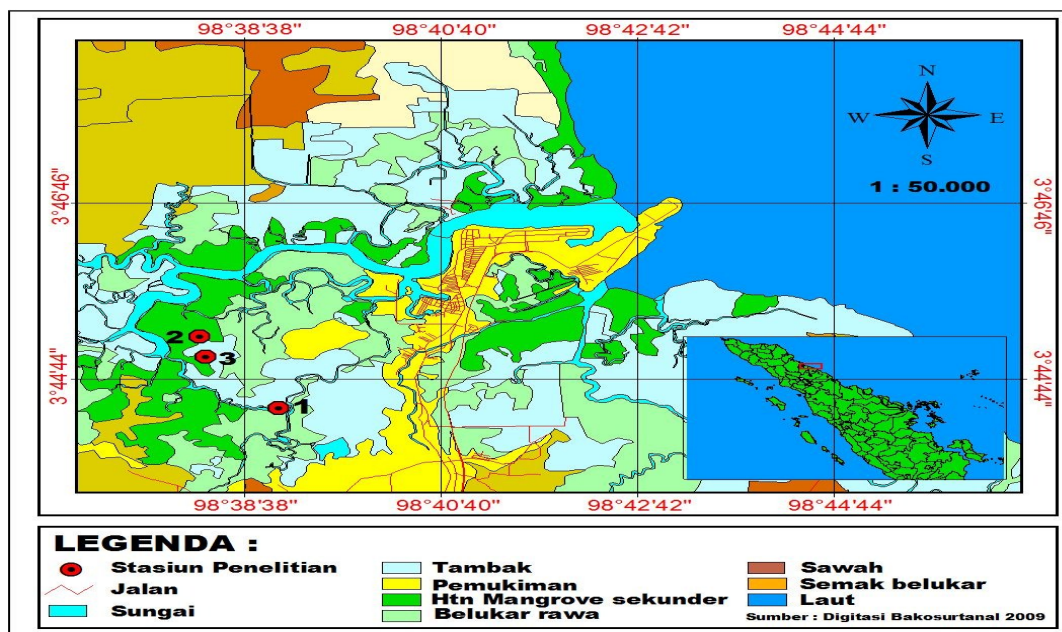 98°38'38" 98°40'40" 98°42'42" 98°44'44"
N
W E
S
1 : 50.000
3°46'46" 3°46'46"
2
3
1
3°44'44" 3°44'44"
98°38'38" 98°40'40" 98°42'42" 98°44'44"
LEGENDA :
Stasiun Penelitian
Jalan
Sungai
Tambak
Pemukiman
Htn Mangrove sekunder
Belukar rawa
Sawah
Semak belukar
Laut
Sumber : Digitasi Bakosurtanal 2009